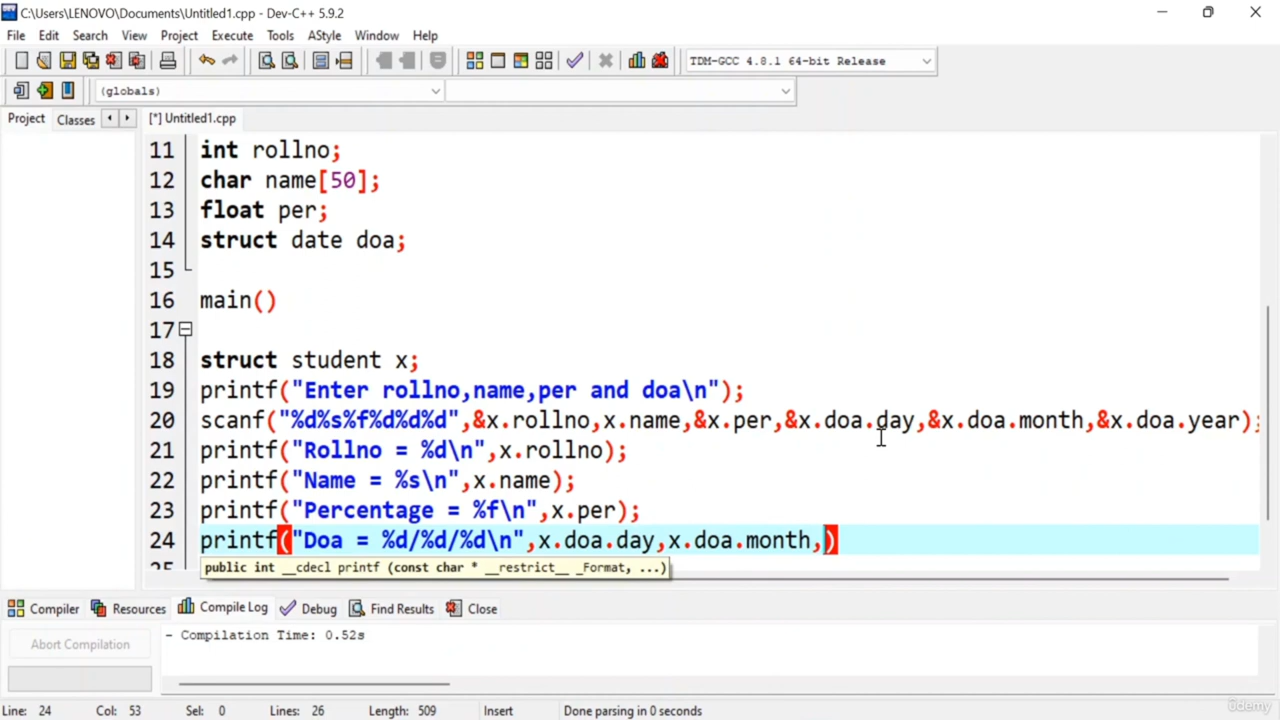 C:\Users\LENOVO\Documents\Untitled1.cpp - Dev-C++ 5.9.2
File Edit Search View Project Execute Tools AStyle Window Help
TDM-GCC 4.8.1 64-bit Release
(globals)
Project Classes [*] Untitled1.cpp
11 int rollno;
12 char name[50];
13 float per;
14 struct date doa;
15
16 main()
17
18 struct student x;
19 printf("Enter rollno,name,per and doa\n");
20 scanf("%d%s%f%d%d%d",&x.rollno,x.name,&x.per,&x.doa.day,&x.doa.month,&x.doa.year);
21 printf("Rollno = %d\n",x.rollno);
22 printf("Name = %s\n",x.name);
23 printf("Percentage = %f\n",x.per);
24 printf("Doa = %d/%d/%d\n",x.doa.day,x.doa.month,)
25
public int __cdecl printf (const char * __restrict__ _Format, ...)
Compiler Resources Compile Log Debug Find Results Close
Abort Compilation
- Compilation Time: 0.52s
Line: 24 Col: 53 Sel: 0 Lines: 26 Length: 509 Insert Done parsing in 0 seconds
Udemy